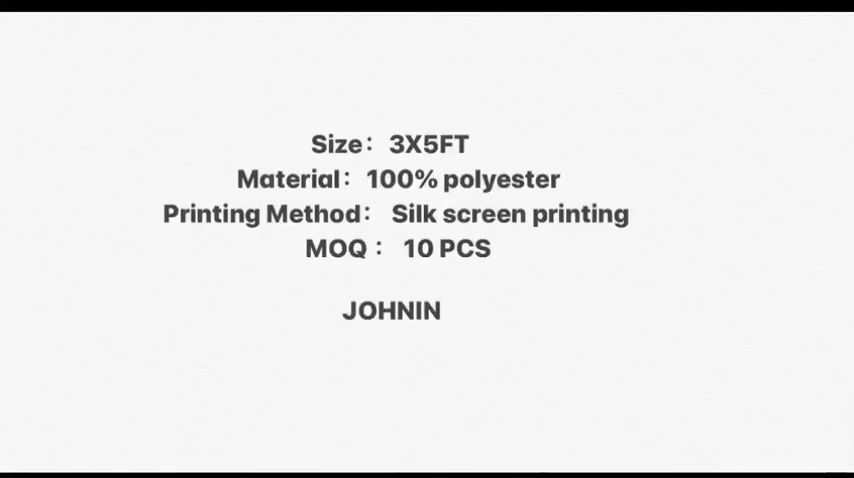 Size：3X5FT
Material：100% polyester
Printing Method： Silk screen printing
MOQ： 10 PCS
JOHNIN